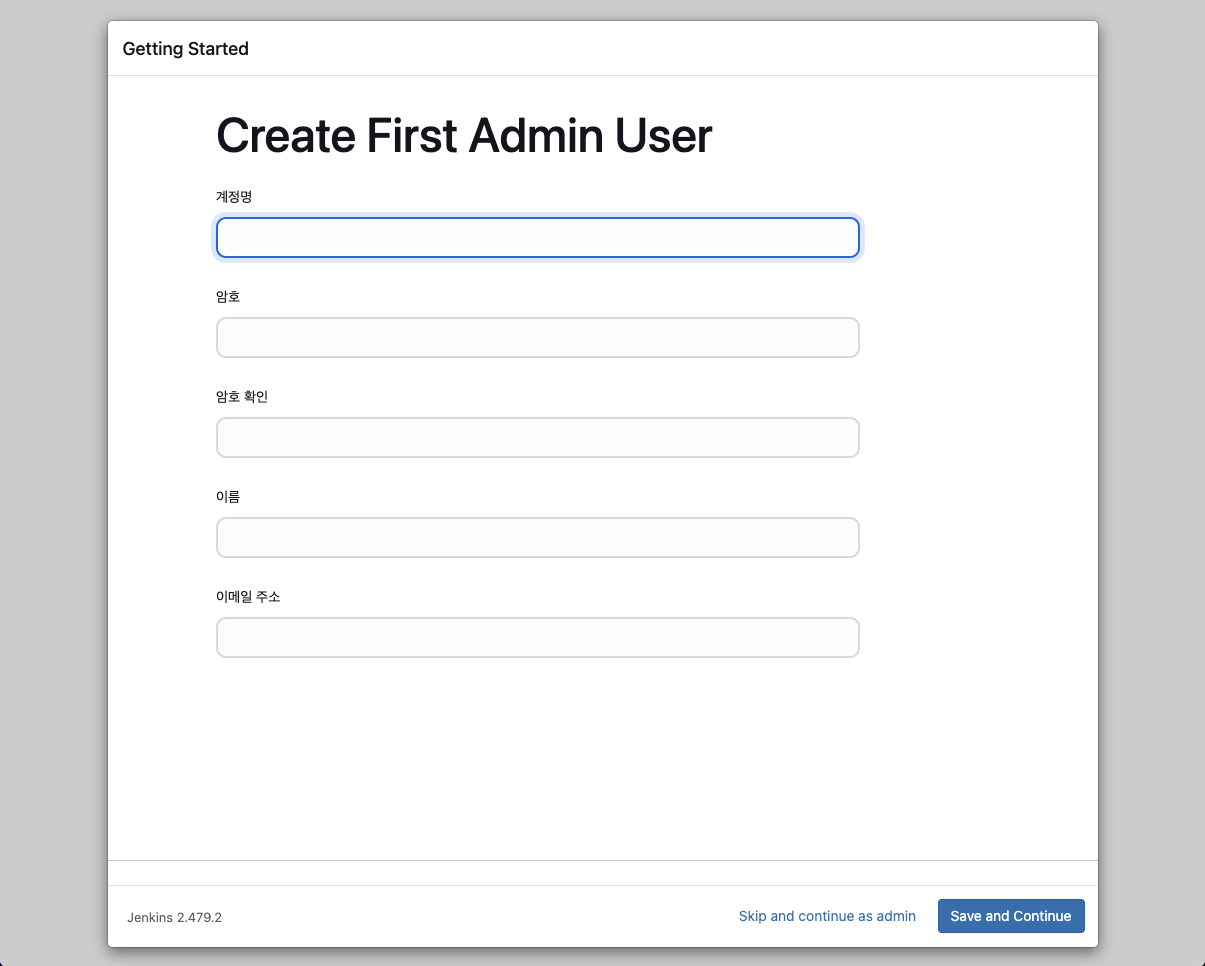 Getting Started
Create First Admin User
계정명
암호
암호 확인
이름
이메일 주소
Jenkins 2.479.2
Skip and continue as admin
Save and Continue